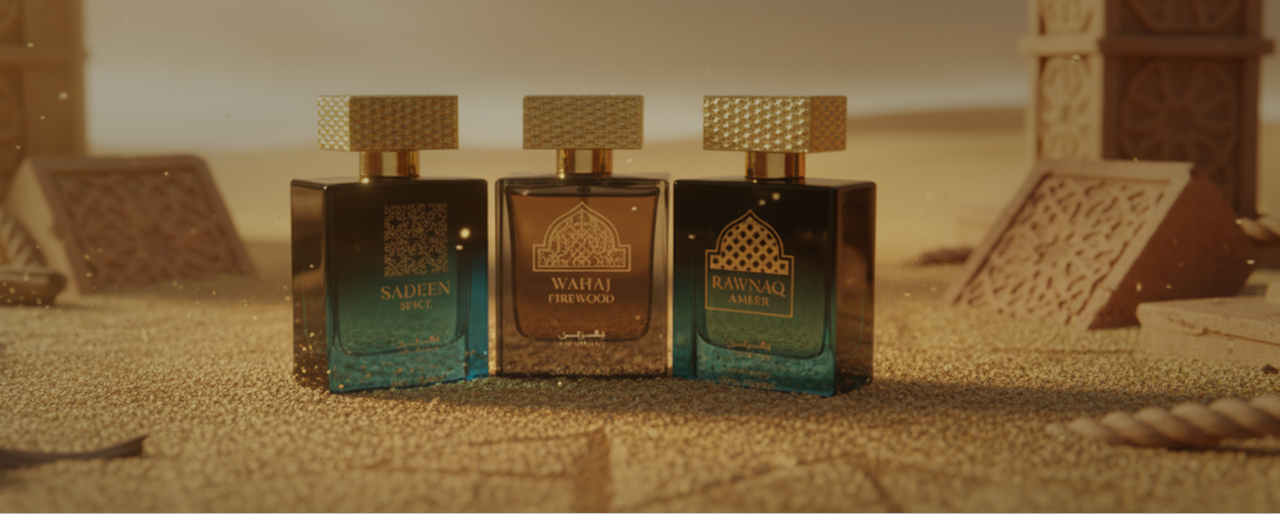 SADEEN
SPICE
WAHAJ
FIREWOOD
RAWNAQ
AMBER